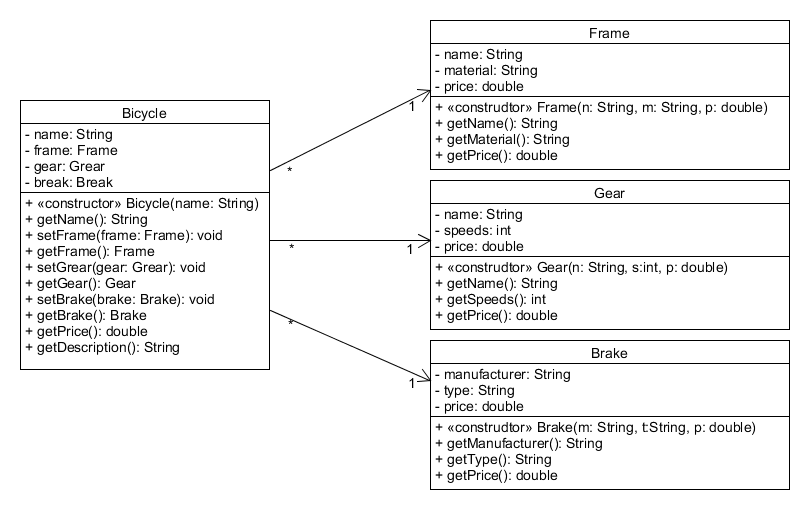 Bicycle
- name: String
- frame: Frame
- gear: Grear
- break: Break
+ «constructor» Bicycle(name: String)
+ getName(): String
+ setFrame(frame: Frame): void
+ getFrame(): Frame
+ setGrear(gear: Grear): void
+ getGear(): Gear
+ setBrake(brake: Brake): void
+ getBrake(): Brake
+ getPrice(): double
+ getDescription(): String
*
1
*
1
*
1
Frame
- name: String
- material: String
- price: double
+ «construdtor» Frame(n: String, m: String, p: double)
+ getName(): String
+ getMaterial(): String
+ getPrice(): double
Gear
- name: String
- speeds: int
- price: double
+ «construdtor» Gear(n: String, s:int, p: double)
+ getName(): String
+ getSpeeds(): int
+ getPrice(): double
Brake
- manufacturer: String
- type: String
- price: double
+ «construdtor» Brake(m: String, t:String, p: double)
+ getManufacturer(): String
+ getType(): String
+ getPrice(): double